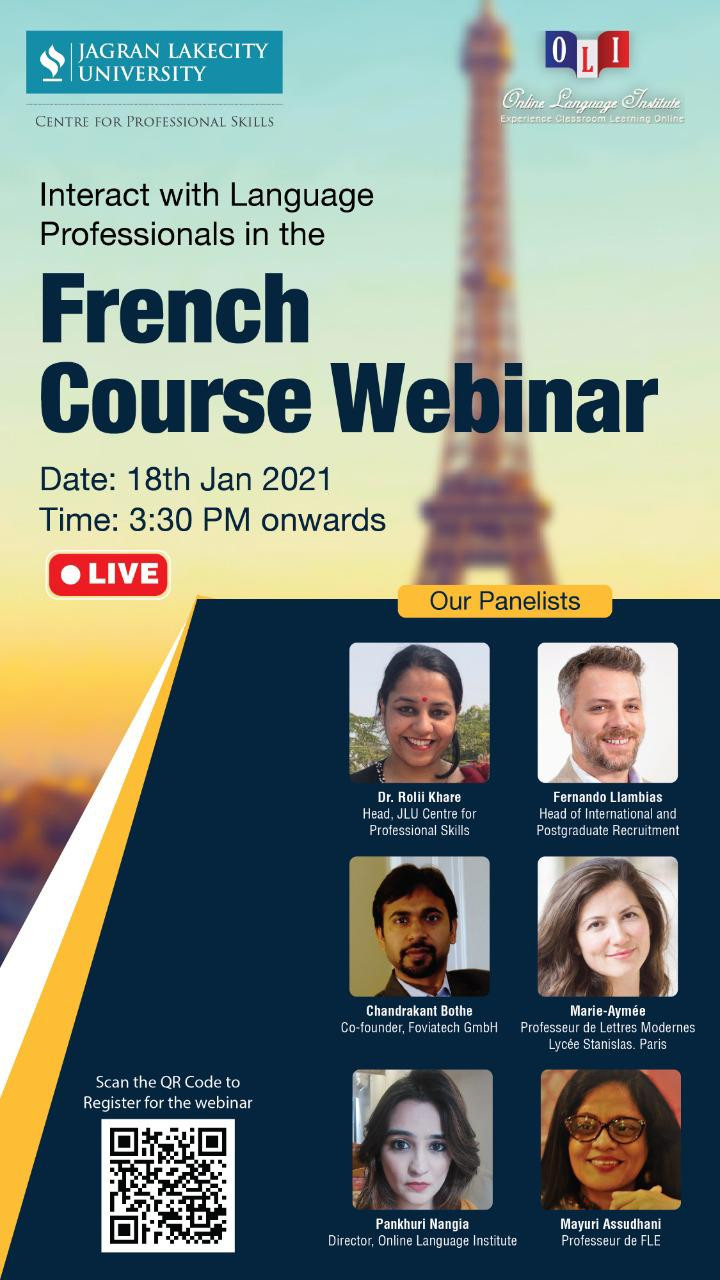 JAGRAN LAKECITY
UNIVERSITY
CENTRE FOR PROFESSIONAL SKILLS
OLI
Online Language Institute
Experience Classroom Learning Online
Interact with Language
Professionals in the
French
Course Webinar
Date: 18th Jan 2021
Time: 3:30 PM onwards
LIVE
Our Panelists
Dr. Rolii Khare
Head, JLU Centre for
Professional Skills
Fernando Llambias
Head of International and
Postgraduate Recruitment
Chandrakant Bothe
Co-founder, Foviatech GmbH
Marie-Aymée
Professeur de Lettres Modernes
Lycée Stanislas. Paris
Scan the QR Code to
Register for the webinar
Pankhuri Nangia
Director, Online Language Institute
Mayuri Assudhani
Professeur de FLE